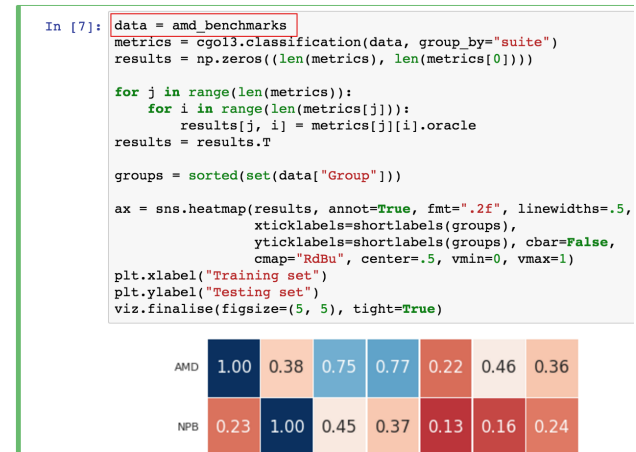 In [7]: data = amd_benchmarks
metrics = cgo13.classification(data, group_by="suite")
results = np.zeros((len(metrics), len(metrics[0])))
for j in range(len(metrics)):
for i in range(len(metrics[j])):
results[j, i] = metrics[j][i].oracle
results = results.T
groups = sorted(set(data["Group"]))
ax = sns.heatmap(results, annot=True, fmt=".2f", linewidths=.5,
xticklabels=shortlabels(groups),
yticklabels=shortlabels(groups), cbar=False,
cmap="RdBu", center=.5, vmin=0, vmax=1)
plt.xlabel("Training set")
plt.ylabel("Testing set")
viz.finalise(figsize=(5, 5), tight=True)
AMD 1.00 0.38 0.75 0.77 0.22 0.46 0.36
NPB 0.23 1.00 0.45 0.37 0.13 0.16 0.24